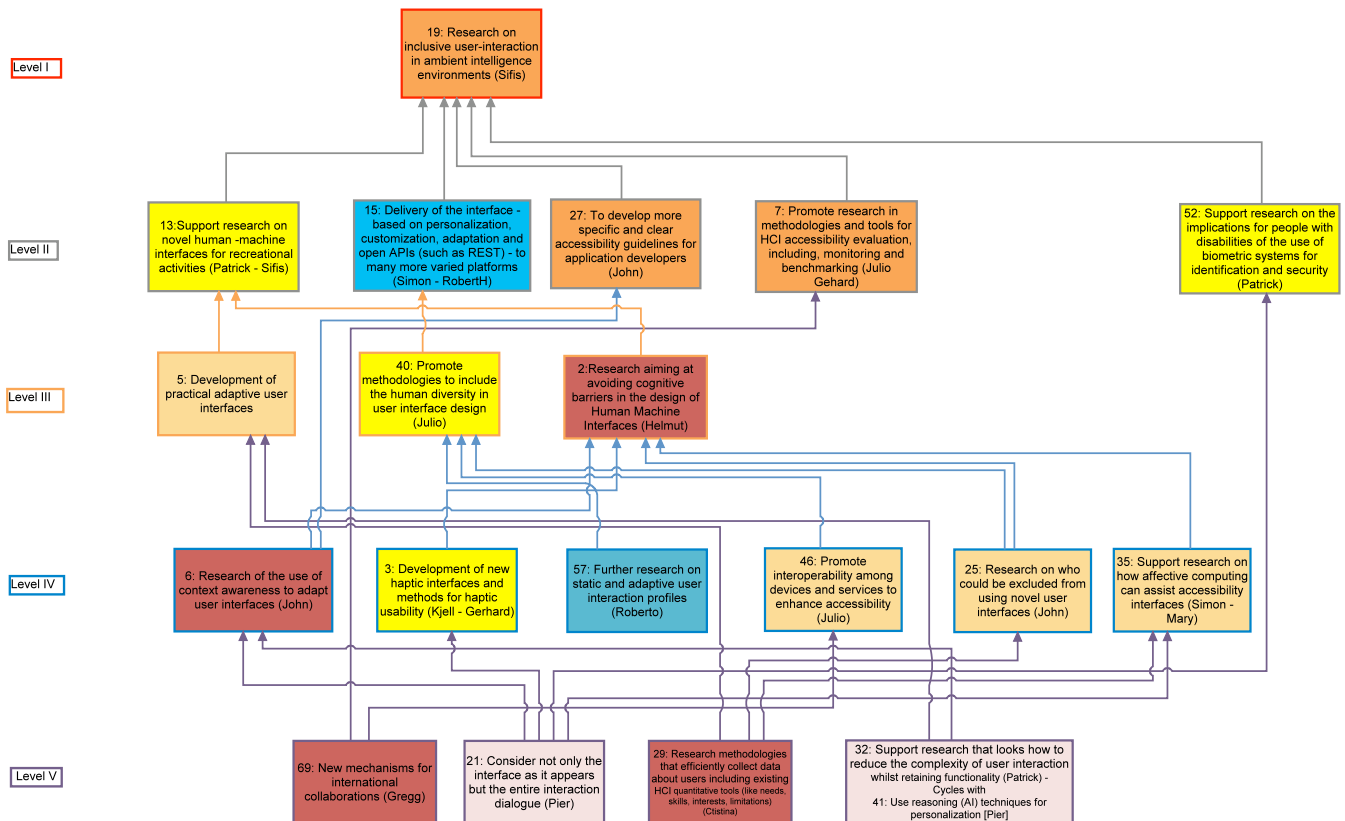 19: Research on
inclusive user-interaction
in ambient intelligence
environments (Sifis)
Level I
13:Support research on
novel human -machine
interfaces for recreational
activities (Patrick - Sifis)
15: Delivery of the interface -
based on personalization,
customization, adaptation and
open APIs (such as REST) - to
many more varied platforms
(Simon - RobertH)
27: To develop more
specific and clear
accessibility guidelines for
application developers
(John)
7: Promote research in
methodologies and tools for
HCI accessibility evaluation,
including, monitoring and
benchmarking (Julio
Gehard)
52: Support research on the
implications for people with
disabilities of the use of
biometric systems for
identification and security
(Patrick)
Level II
5: Development of
practical adaptive user
interfaces
40: Promote
methodologies to include
the human diversity in
user interface design
(Julio)
2:Research aiming at
avoiding cognitive
barriers in the design of
Human Machine
Interfaces (Helmut)
Level III
6: Research of the use of
context awareness to adapt
user interfaces (John)
3: Development of new
haptic interfaces and
methods for haptic
usability (Kjell - Gerhard)
57: Further research on
static and adaptive user
interaction profiles
(Roberto)
46: Promote
interoperability among
devices and services to
enhance accessibility
(Julio)
25: Research on who
could be excluded from
using novel user
interfaces (John)
35: Support research on
how affective computing
can assist accessibility
interfaces (Simon -
Mary)
Level IV
69: New mechanisms for
international
collaborations (Gregg)
21: Consider not only the
interface as it appears
but the entire interaction
dialogue (Pier)
29: Research methodologies
that efficiently collect data
about users including existing
HCI quantitative tools (like needs,
skills, interests, limitations)
(Ctistina)
32: Support research that looks how to
reduce the complexity of user interaction
whilst retaining functionality (Patrick) -
Cycles with
41: Use reasoning (AI) techniques for
personalization [Pier]
Level V